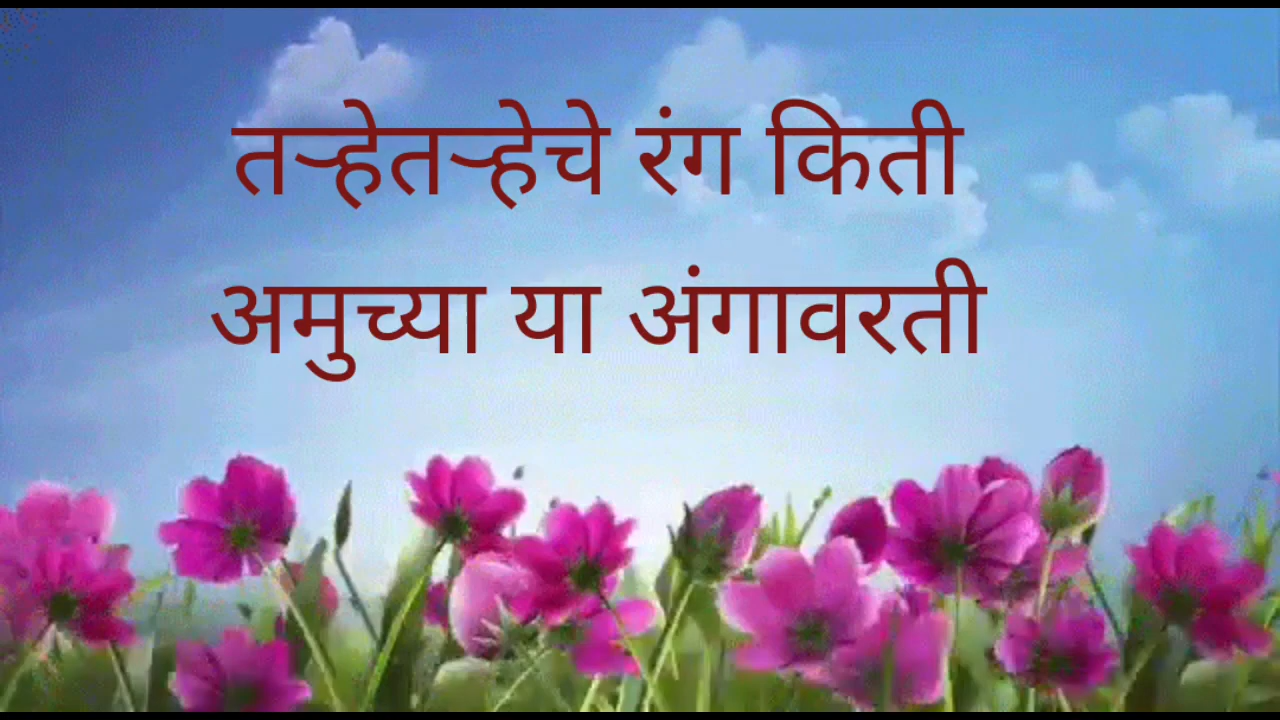 तऱ्हेतऱ्हेचे रंग किती
अमुच्या या अंगावरती